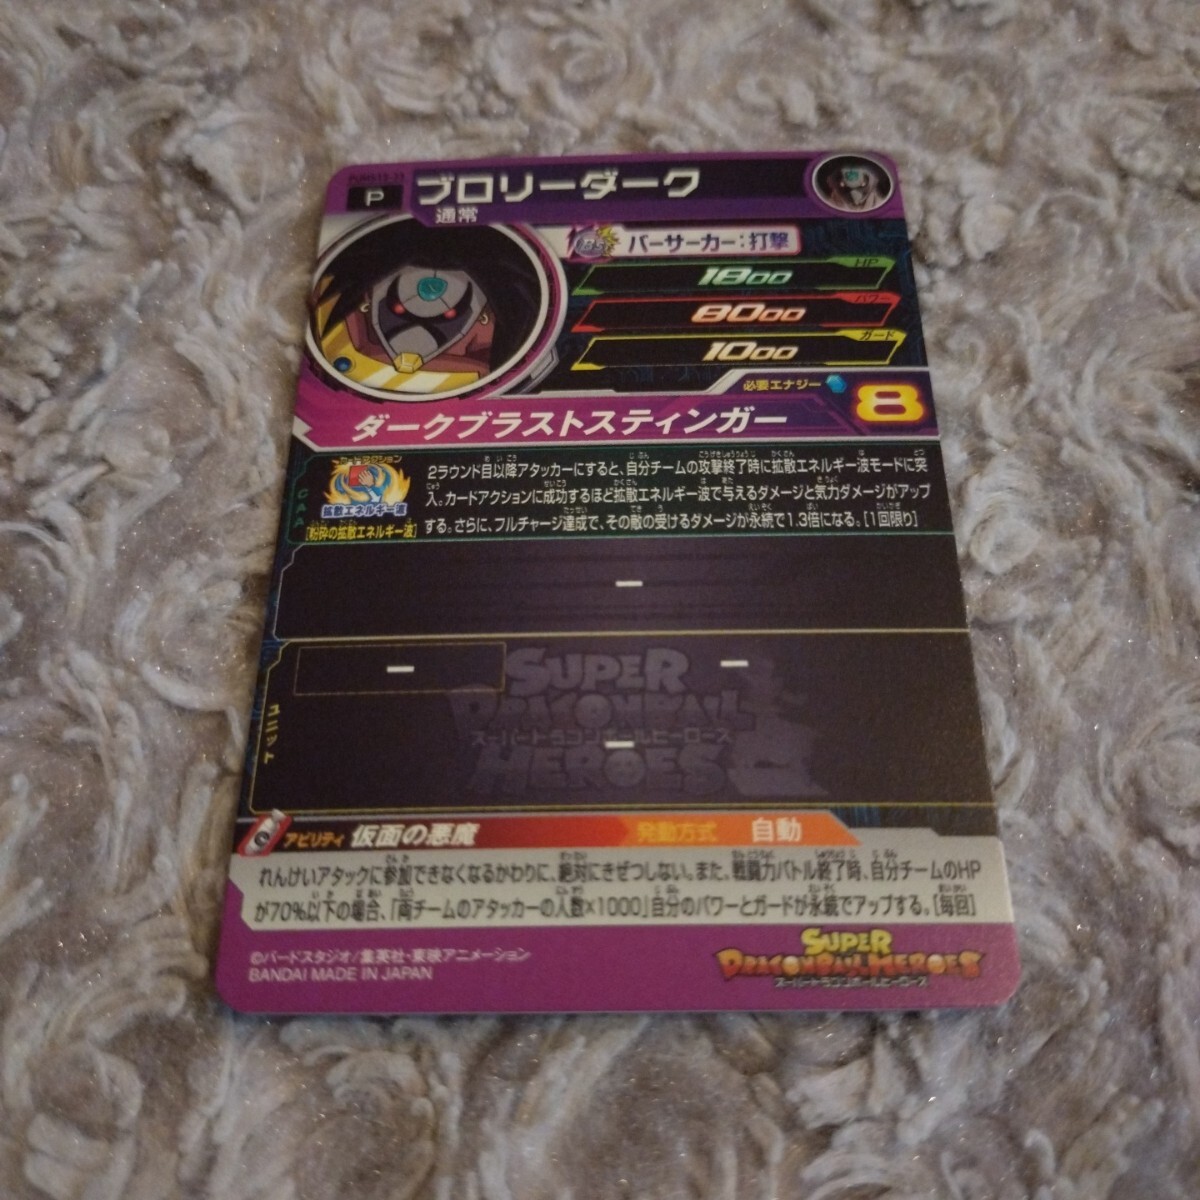 P
ブロリーダーク
通常
BS
バーサーカー：打撃
HP
1800
パワー
8000
ガード
1000
必要エナジー
8
ダークブラストスティンガー
CAA
カードアクション
拡散エネルギー波
[粉砕の拡散エネルギー波]
2ラウンド目以降アタッカーにすると、自分チームの攻撃終了時に拡散エネルギー波モードに突
入。カードアクションに成功するほど拡散エネルギー波で与えるダメージと気力ダメージがアップ
する。さらに、フルチャージ達成で、その敵の受けるダメージが永続で1.3倍になる。[1回限り]
ー
ユニット
ー
ー
ー
SUPER
DRAGONBALL
スーパードラゴンボールヒーローズ
HEROES
アビリティ 仮面の悪魔 発動方式 自動
れんけいアタックに参加できなくなるかわりに、絶対にきぜつしない。また、戦闘力バトル終了時、自分チームのHP
が70%以下の場合、「両チームのアタッカーの人数×1000」自分のパワーとガードが永続でアップする。[毎回]
©バードスタジオ/集英社・東映アニメーション
BANDAI MADE IN JAPAN
SUPER
DRAGONBALL HEROES
スーパードラゴンボールヒーローズ